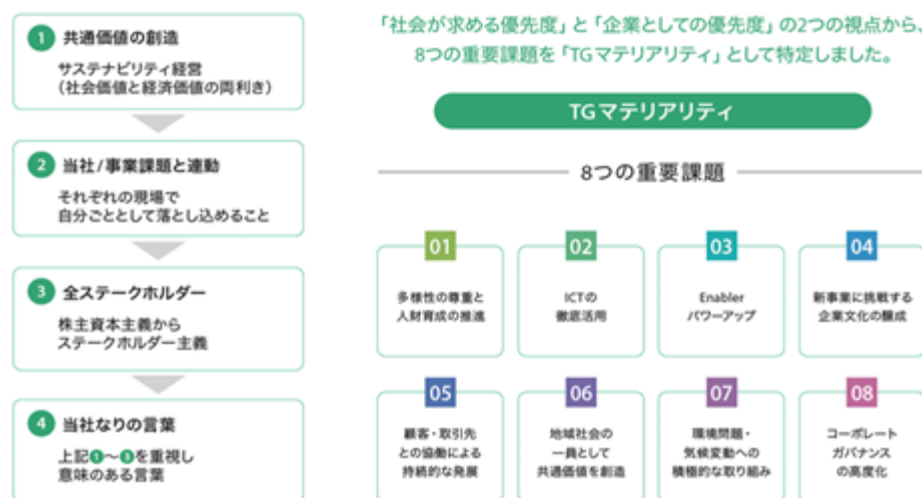 1 共通価値の創造
サステナビリティ経営
（社会価値と経済価値の両利き）
2 当社/事業課題と連動
それぞれの現場で
自分ごととして落とし込めること
3 全ステークホルダー
株主資本主義から
ステークホルダー主義
4 当社なりの言葉
上記❶～❸を重視し
意味のある言葉
「社会が求める優先度」と「企業としての優先度」の2つの視点から、
8つの重要課題を「TGマテリアリティ」として特定しました。
TGマテリアリティ
8つの重要課題
01
多様性の尊重と
人財育成の推進
02
ICTの
徹底活用
03
Enabler
パワーアップ
04
新事業に挑戦する
企業文化の醸成
05
顧客・取引先
との協働による
持続的な発展
06
地域社会の
一員として
共通価値を創造
07
環境問題・
気候変動への
積極的な取り組み
08
コーポレート
ガバナンス
の高度化